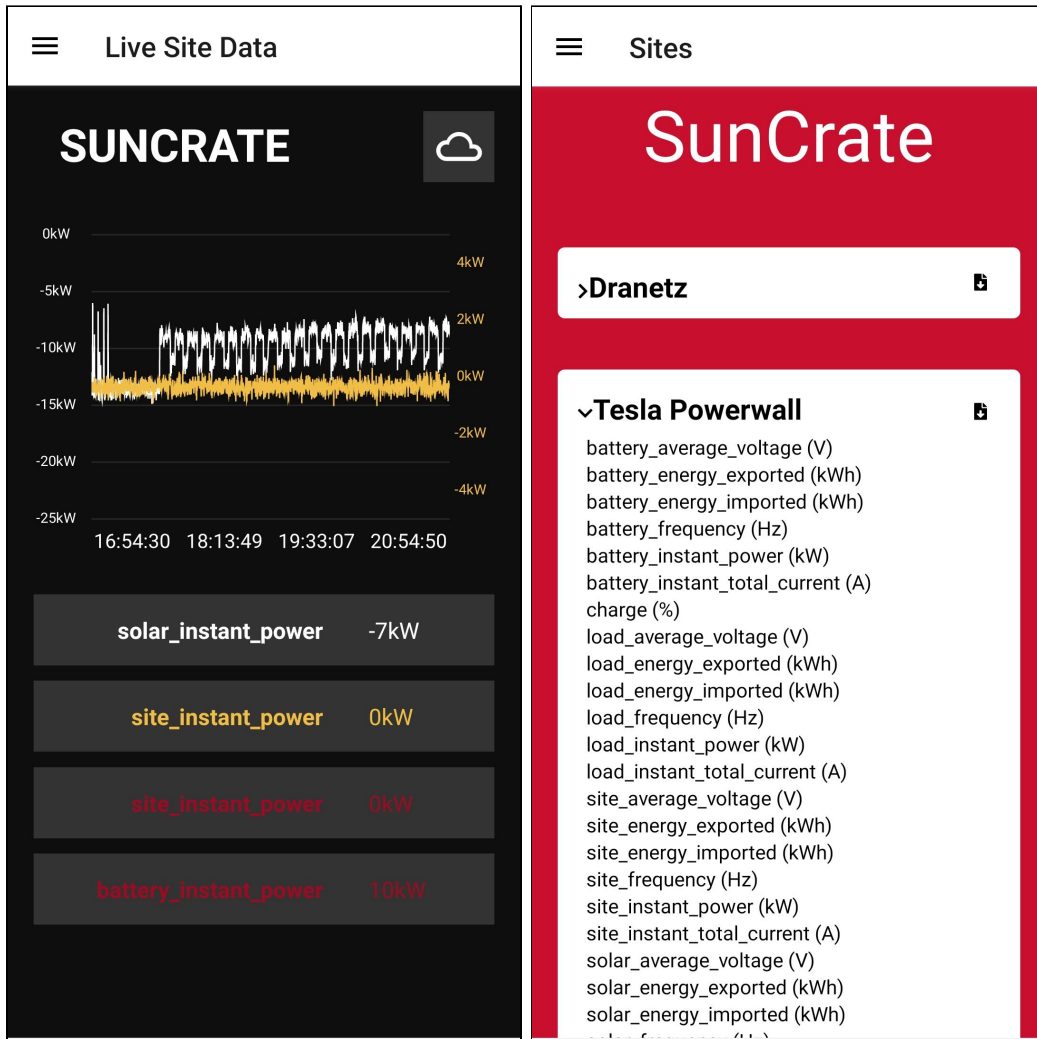 Live Site Data
SUNCRATE
0kW
-5kW
-10kW
-15kW
-20kW
-25kW
4kW
2kW
0kW
-2kW
-4kW
16:54:30 18:13:49 19:33:07 20:54:50
solar_instant_power -7kW
site_instant_power 0kW
site_instant_power 0kW
battery_instant_power 10kW
Sites
SunCrate
Dranetz
Tesla Powerwall
battery_average_voltage (V)
battery_energy_exported (kWh)
battery_energy_imported (kWh)
battery_frequency (Hz)
battery_instant_power (kW)
battery_instant_total_current (A)
charge (%)
load_average_voltage (V)
load_energy_exported (kWh)
load_energy_imported (kWh)
load_frequency (Hz)
load_instant_power (kW)
load_instant_total_current (A)
site_average_voltage (V)
site_energy_exported (kWh)
site_energy_imported (kWh)
site_frequency (Hz)
site_instant_power (kW)
site_instant_total_current (A)
solar_average_voltage (V)
solar_energy_exported (kWh)
solar_energy_imported (kWh)